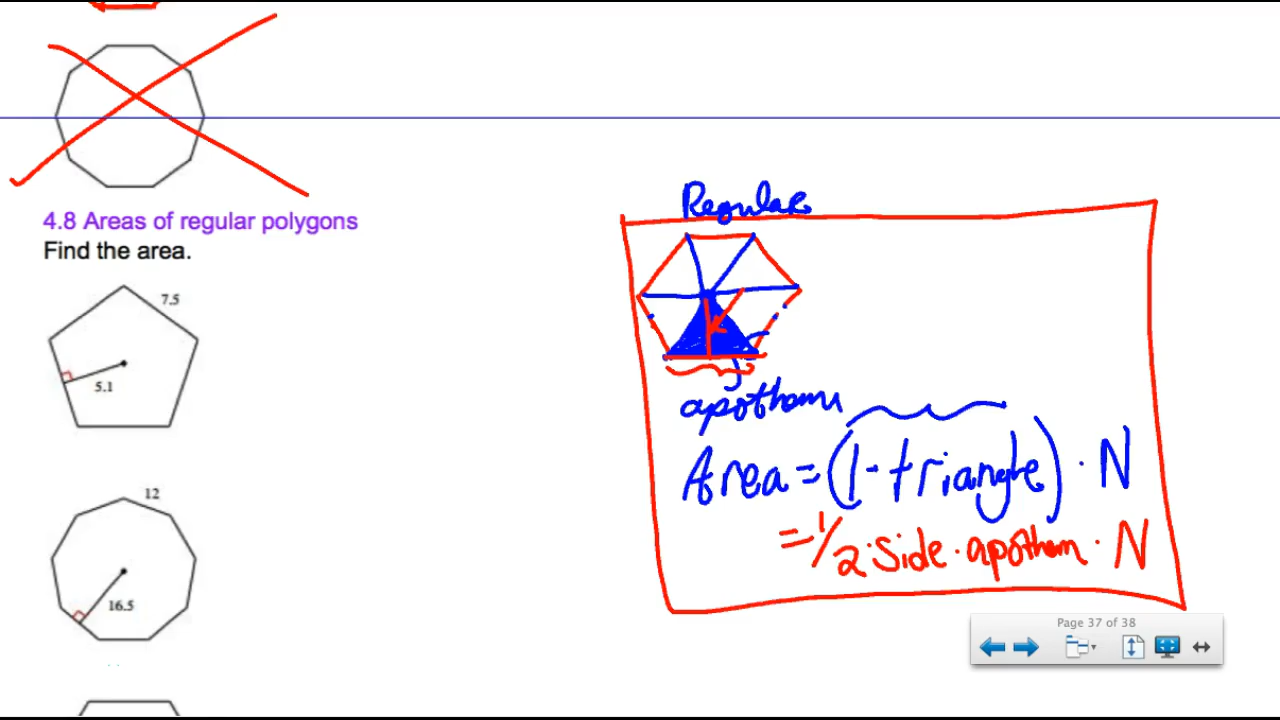 4.8 Areas of regular polygons
Find the area.
7.5
5.1
12
16.5
Regular
apothem
Area = (1-triangle) · N
= 1/2 · side · apothem · N
Page 37 of 38